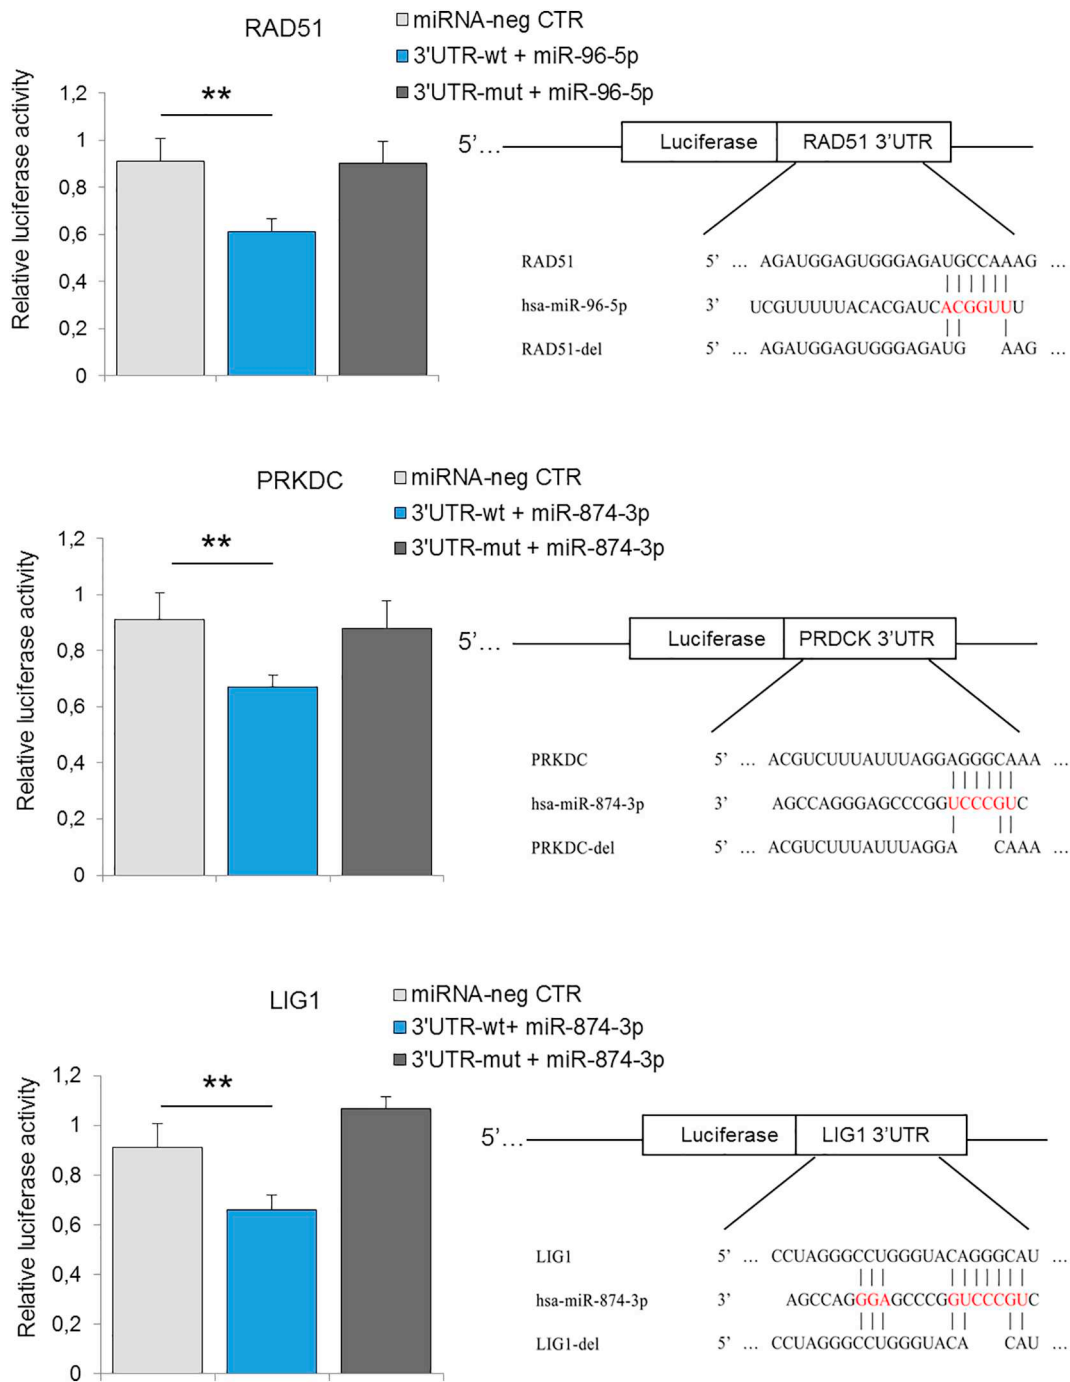 RAD51
miRNA-neg CTR
3'UTR-wt + miR-96-5p
3'UTR-mut + miR-96-5p
Relative luciferase activity
1,2
1
0,8
0,6
0,4
0,2
0
**
5’...
Luciferase
RAD51 3’UTR
RAD51 5’ ... AGAUGGAGUGGGAGAUGCCAAAG ...
hsa-miR-96-5p 3’ UCGUUUUUACACGAUCACGGUUU
RAD51-del 5’ ... AGAUGGAGUGGGAGAUG AAG ...
PRKDC
miRNA-neg CTR
3'UTR-wt + miR-874-3p
3'UTR-mut + miR-874-3p
Relative luciferase activity
1,2
1
0,8
0,6
0,4
0,2
0
**
5’...
Luciferase
PRDCK 3’UTR
PRKDC 5’ ... ACGUCUUUAUUUAGGAGGGCAAA ...
hsa-miR-874-3p 3’ AGCCAGGGAGCCCGGUCCCGUC
PRKDC-del 5’ ... ACGUCUUUAUUUAGGA CAAA ...
LIG1
miRNA-neg CTR
3'UTR-wt+ miR-874-3p
3'UTR-mut + miR-874-3p
Relative luciferase activity
1,2
1
0,8
0,6
0,4
0,2
0
**
5’...
Luciferase
LIG1 3’UTR
LIG1 5’ ... CCUAGGGCCUGGGUACAGGGCAU ...
hsa-miR-874-3p 3’ AGCCAGGGAGCCCGGUCCCGUC
LIG1-del 5’ ... CCUAGGGCCUGGGUACA CAU ...